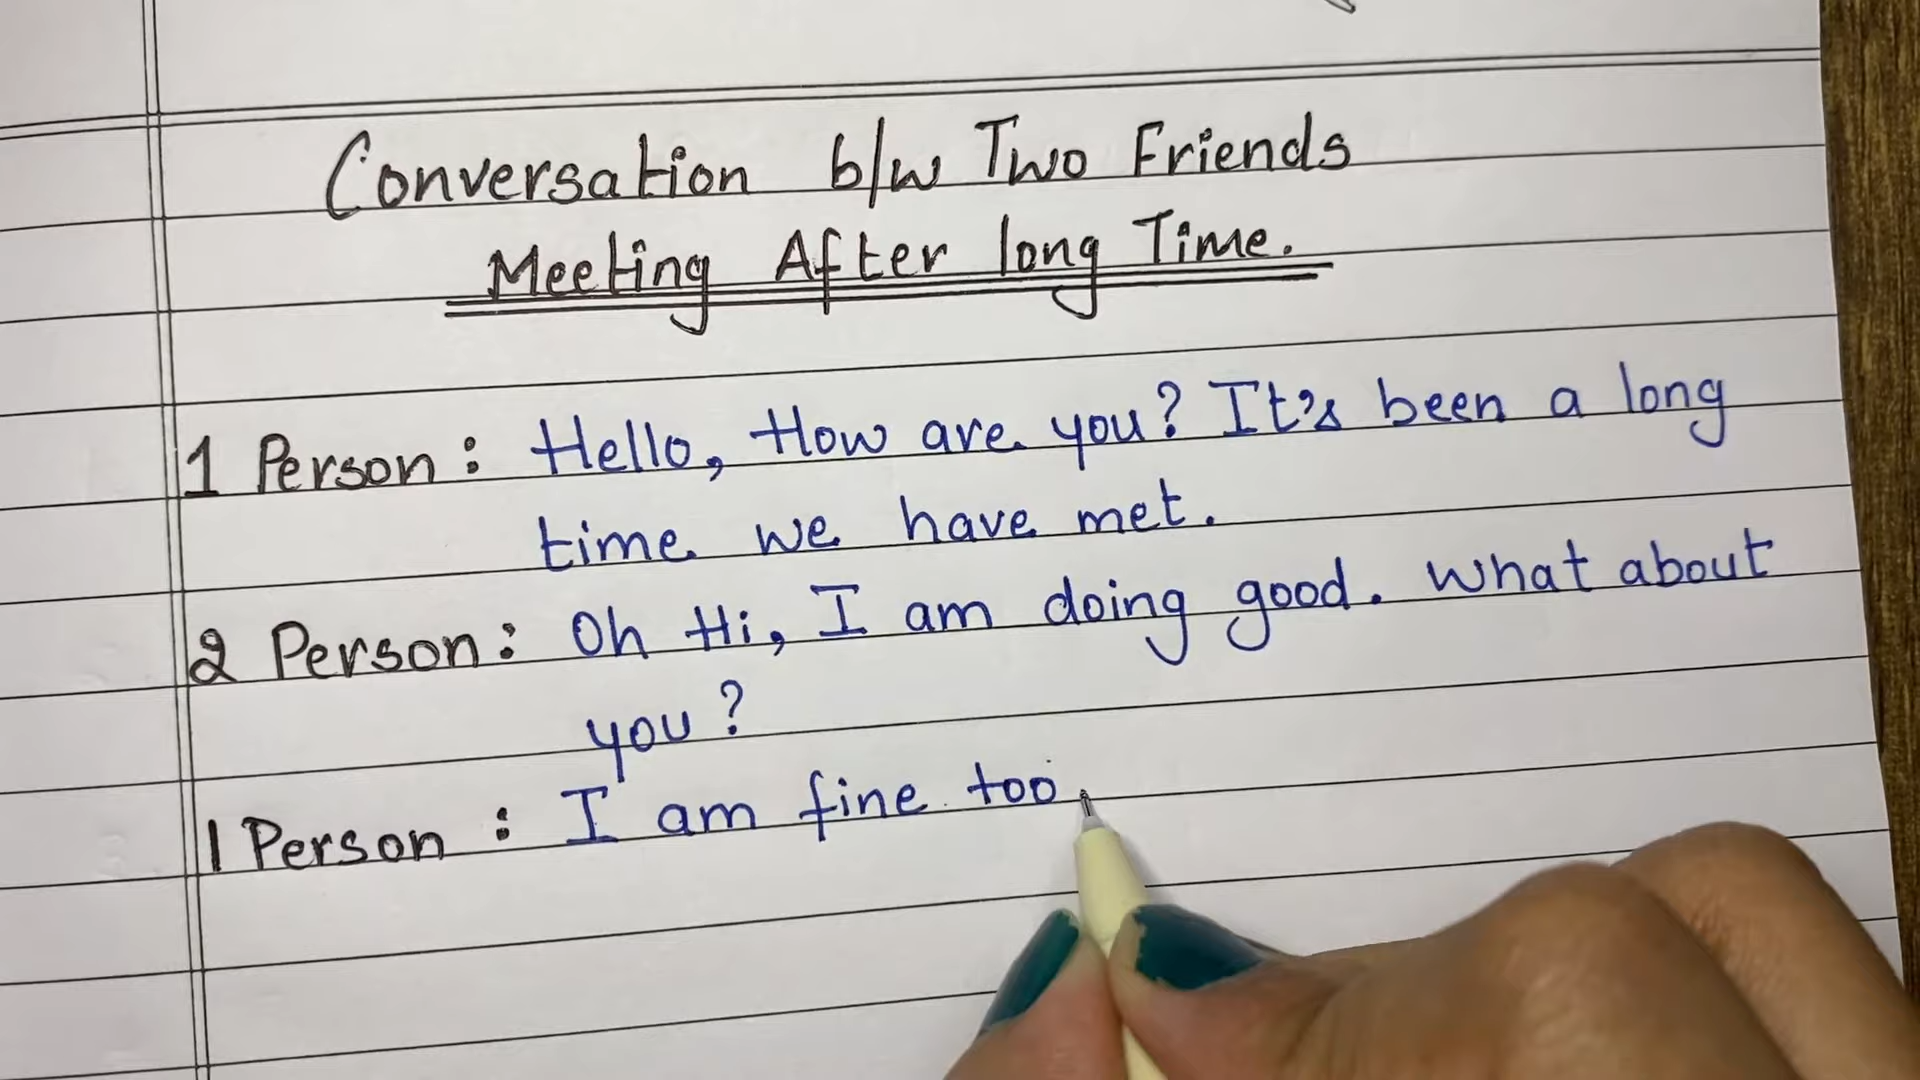 Conversation b/w Two Friends
Meeting After long Time.
1 Person : Hello, How are you? It's been a long
time we have met.
2 Person : Oh Hi, I am doing good. What about
you ?
1 Person : I am fine too.